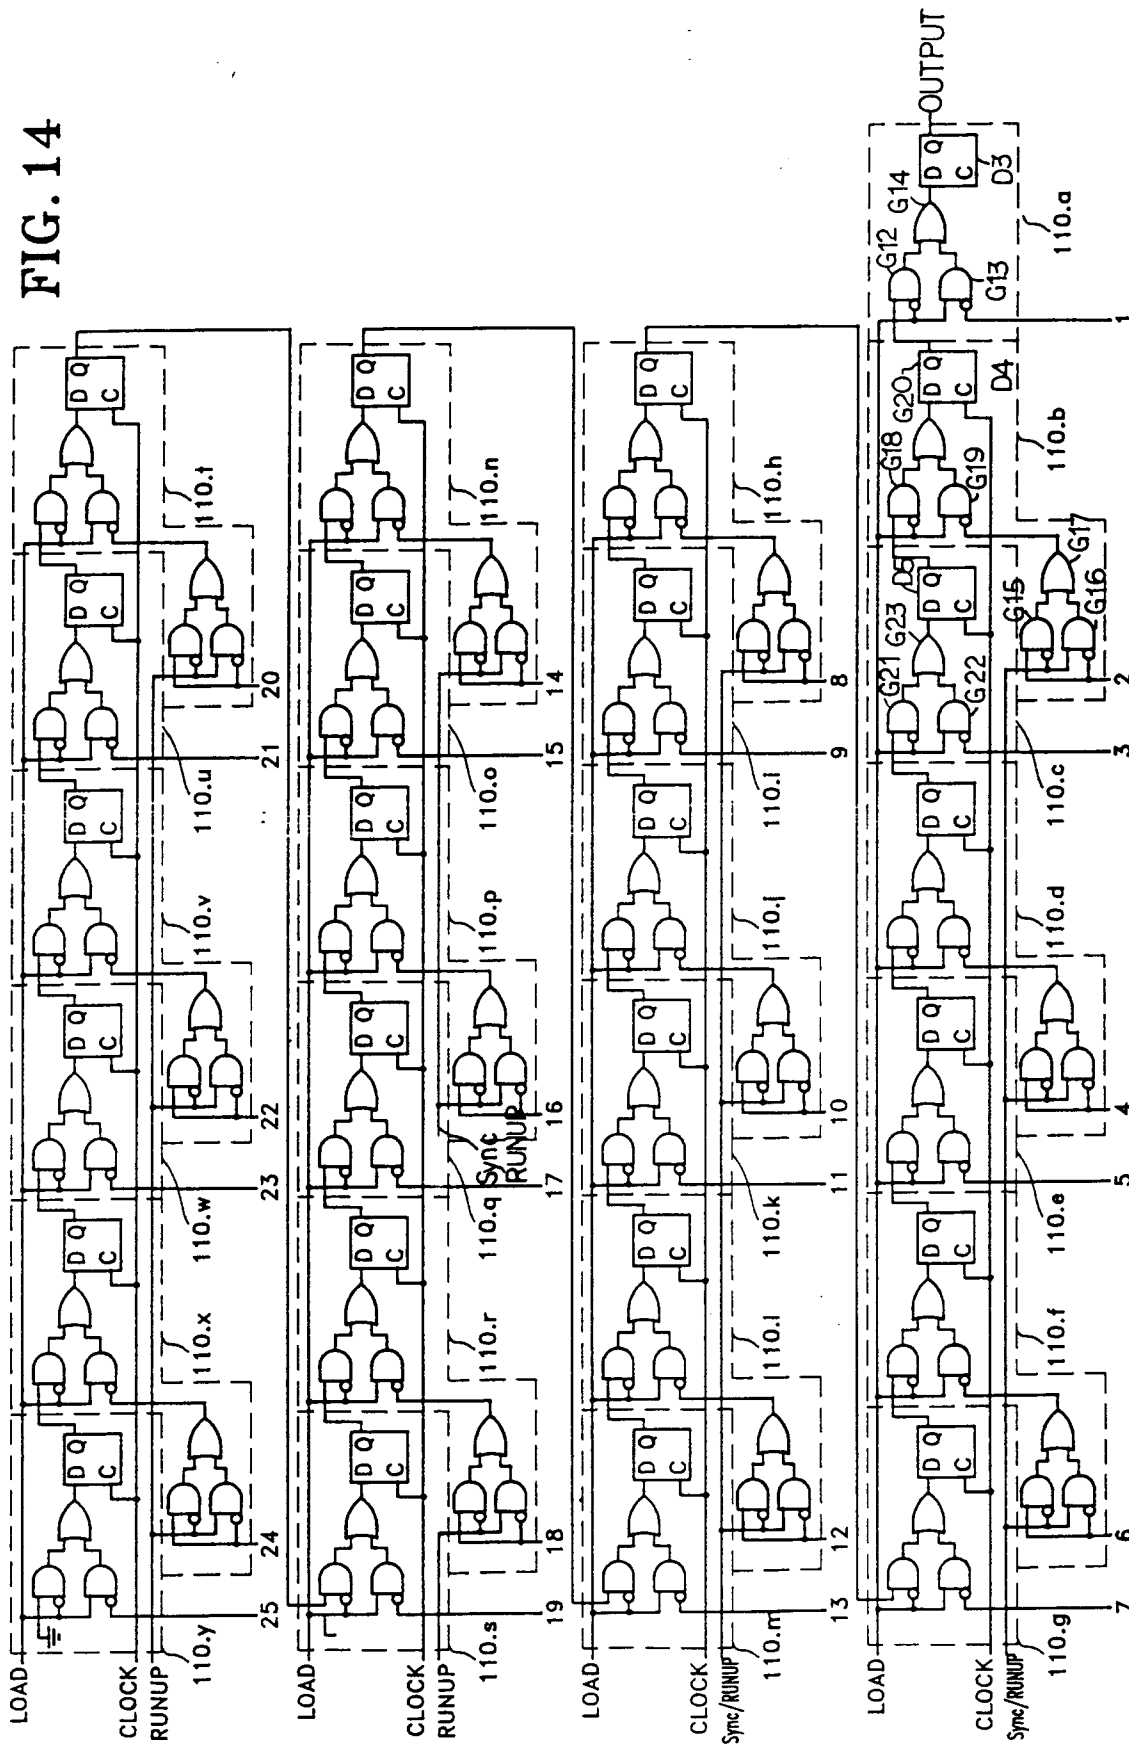 FIG. 14
LOAD
CLOCK
RUNUP
D Q
C
D Q
C
D Q
C
D Q
C
D Q
C
D Q
C
110.y
110.x
110.w
110.v
110.u
110.t
25
24
23
22
21
20
LOAD
CLOCK
RUNUP
D Q
C
D Q
C
D Q
C
D Q
C
D Q
C
D Q
C
Sync
RUNUP
110.s
110.r
110.q
110.p
110.o
110.n
19
18
17
16
15
14
LOAD
CLOCK
Sync/RUNUP
D Q
C
D Q
C
D Q
C
D Q
C
D Q
C
D Q
C
110.m
110.l
110.k
110.j
110.i
110.h
13
12
11
10
9
8
LOAD
CLOCK
Sync/RUNUP
D Q
C
D Q
C
D Q
C
D Q
C
D Q
C
D Q
C
D Q
C
G21
G22
G23
D5
G18
G19
G20
D4
G12
G13
G14
D3
OUTPUT
G15
G16
G17
110.g
110.f
110.e
110.d
110.c
110.b
110.a
7
6
5
4
3
2
1